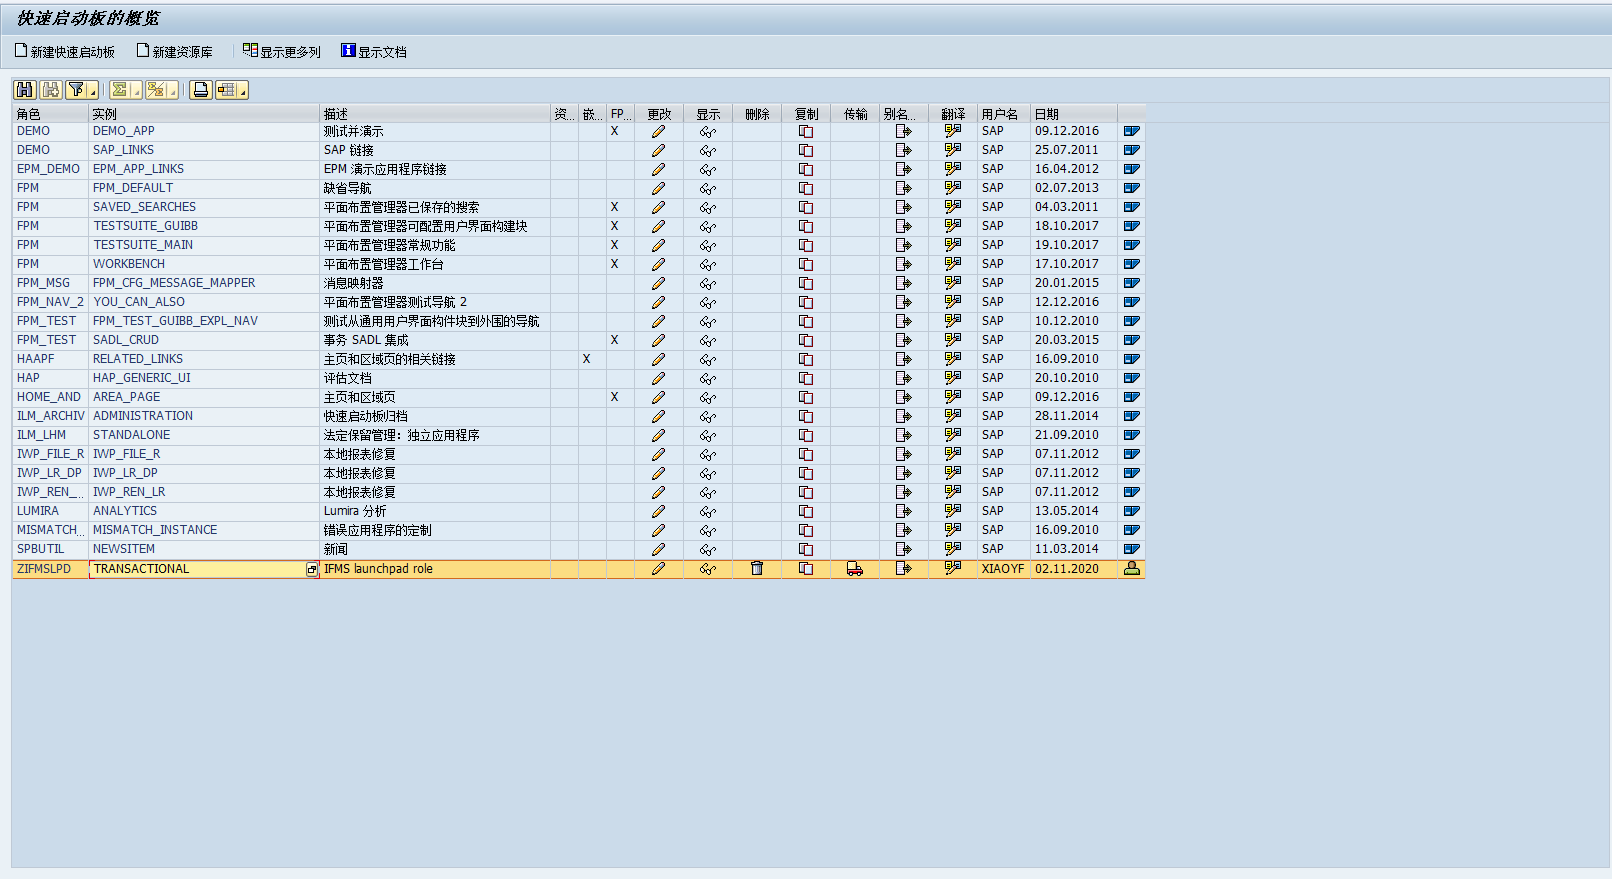 快速启动板的概览
新建快速启动板 新建资源库 显示更多列 显示文档
角色 实例 描述 资... 嵌... FP... 更改 显示 删除 复制 传输 别名... 翻译 用户名 日期
DEMO DEMO_APP 测试并演示 X SAP 09.12.2016
DEMO SAP_LINKS SAP 链接 SAP 25.07.2011
EPM_DEMO EPM_APP_LINKS EPM 演示应用程序链接 SAP 16.04.2012
FPM FPM_DEFAULT 缺省导航 SAP 02.07.2013
FPM SAVED_SEARCHES 平面布置管理器已保存的搜索 X SAP 04.03.2011
FPM TESTSUITE_GUIBB 平面布置管理器可配置用户界面构建块 X SAP 18.10.2017
FPM TESTSUITE_MAIN 平面布置管理器常规功能 X SAP 19.10.2017
FPM WORKBENCH 平面布置管理器工作台 X SAP 17.10.2017
FPM_MSG FPM_CFG_MESSAGE_MAPPER 消息映射器 SAP 20.01.2015
FPM_NAV_2 YOU_CAN_ALSO 平面布置管理器测试导航 2 SAP 12.12.2016
FPM_TEST FPM_TEST_GUIBB_EXPL_NAV 测试从通用用户界面构件块到外围的导航 SAP 10.12.2010
FPM_TEST SADL_CRUD 事务 SADL 集成 X SAP 20.03.2015
HAAPF RELATED_LINKS 主页和区域页的相关链接 X SAP 16.09.2010
HAP HAP_GENERIC_UI 评估文档 SAP 20.10.2010
HOME_AND AREA_PAGE 主页和区域页 X SAP 09.12.2016
ILM_ARCHIV ADMINISTRATION 快速启动板归档 SAP 28.11.2014
ILM_LHM STANDALONE 法定保留管理：独立应用程序 SAP 21.09.2010
IWP_FILE_R IWP_FILE_R 本地报表修复 SAP 07.11.2012
IWP_LR_DP IWP_LR_DP 本地报表修复 SAP 07.11.2012
IWP_REN_... IWP_REN_LR 本地报表修复 SAP 07.11.2012
LUMIRA ANALYTICS Lumira 分析 SAP 13.05.2014
MISMATCH_... MISMATCH_INSTANCE 错误应用程序的定制 SAP 16.09.2010
SPBUTIL NEWSITEM 新闻 SAP 11.03.2014
ZIFMSLPD TRANSACTIONAL IFMS launchpad role XIAOYF 02.11.2020